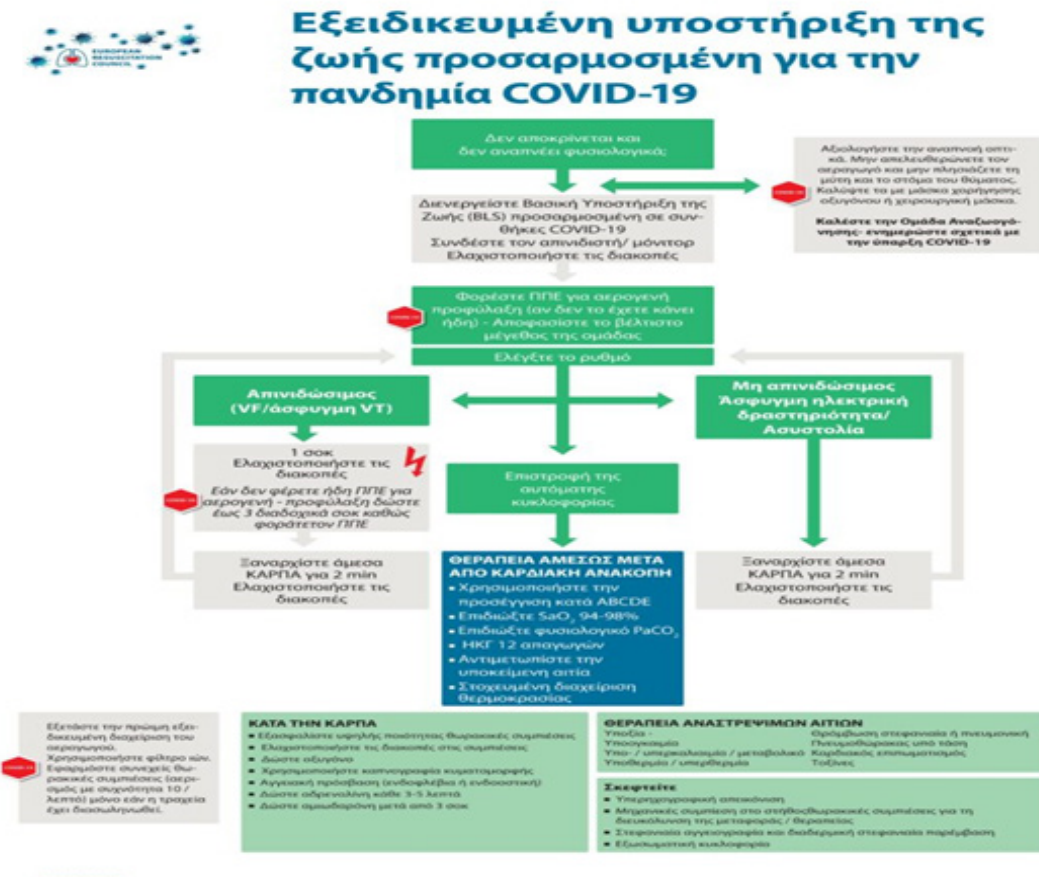 EUROPEAN
RESUSCITATION
COUNCIL
Εξειδικευμένη υποστήριξη της
ζωής προσαρμοσμένη για την
πανδημία COVID-19
Δεν αποκρίνεται και
δεν αναπνέει φυσιολογικά;
Αξιολογήστε την αναπνοή οπτι-
κά. Μην απελευθερώνετε τον
αεραγωγό και μην πλησιάζετε τη
μύτη και το στόμα του θύματος.
Καλύψτε τα με μάσκα χορήγησης
οξυγόνου ή χειρουργική μάσκα.
Καλέστε την Ομάδα Αναζωογό-
νησης- ενημερώστε σχετικά με
την ύπαρξη COVID-19
Διενεργείστε Βασική Υποστήριξη της
Ζωής (BLS) προσαρμοσμένη σε συν-
θήκες COVID-19
Συνδέστε τον απινιδιστή/ μόνιτορ
Ελαχιστοποιήστε τις διακοπές
Φορέστε ΠΠΕ για αερογενή
προφύλαξη (αν δεν το έχετε κάνει
ήδη) - Αποφασίστε το βέλτιστο
μέγεθος της ομάδας
Ελέγξτε το ρυθμό
Απινιδώσιμος
(VF/άσφυγμη VT)
Μη απινιδώσιμος
Άσφυγμη ηλεκτρική
δραστηριότητα/
Ασυστολία
1 σοκ
Ελαχιστοποιήστε τις
διακοπές
Εάν δεν φέρετε ήδη ΠΠΕ για
αερογενή - προφύλαξη δώστε
έως 3 διαδοχικά σοκ καθώς
φοράτετον ΠΠΕ
Επιστροφή της
αυτόματης
κυκλοφορίας
Ξαναρχίστε άμεσα
ΚΑΡΠΑ για 2 min
Ελαχιστοποιήστε τις
διακοπές
ΘΕΡΑΠΕΙΑ ΑΜΕΣΩΣ ΜΕΤΑ
ΑΠΟ ΚΑΡΔΙΑΚΗ ΑΝΑΚΟΠΗ
• Χρησιμοποιήστε την
προσέγγιση κατά ABCDE
• Επιδιώξτε SaO₂ 94-98%
• Επιδιώξτε φυσιολογικό PaCO₂
• ΗΚΓ 12 απαγωγών
• Αντιμετωπίστε την
υποκείμενη αιτία
• Στοχευμένη διαχείριση
θερμοκρασίας
Ξαναρχίστε άμεσα
ΚΑΡΠΑ για 2 min
Ελαχιστοποιήστε τις
διακοπές
Εξετάστε την πρώιμη εξει-
δικευμένη διαχείριση του
αεραγωγού.
Χρησιμοποιήστε φίλτρο ιών.
Εφαρμόστε συνεχείς θω-
ρακικές συμπιέσεις (αερι-
σμός με συχνότητα 10 /
λεπτό) μόνο εάν η τραχεία
έχει διασωληνωθεί.
ΚΑΤΑ ΤΗΝ ΚΑΡΠΑ
• Εξασφαλίστε υψηλής ποιότητας θωρακικές συμπιέσεις
• Ελαχιστοποιήστε τις διακοπές στις συμπιέσεις
• Δώστε οξυγόνο
• Χρησιμοποιήστε καπνογραφία κυματομορφής
• Αγγειακή πρόσβαση (ενδοφλέβια ή ενδοοστική)
• Δώστε αδρεναλίνη κάθε 3-5 λεπτά
• Δώστε αμιωδαρόνη μετά από 3 σοκ
ΘΕΡΑΠΕΙΑ ΑΝΑΣΤΡΕΨΙΜΩΝ ΑΙΤΙΩΝ
Υποξία - Θρόμβωση στεφανιαία ή πνευμονική
Υποογκαιμία Πνευμοθώρακας υπό τάση
Υπο- / υπερκαλιαιμία / μεταβολικό Καρδιακός επιπωματισμός
Υποθερμία / υπερθερμία Τοξίνες
Σκεφτείτε
• Υπερηχογραφική απεικόνιση
• Μηχανικές συμπίεση στο στήθοςθωρακικές συμπιέσεις για τη
διευκόλυνση της μεταφοράς / θεραπείας
• Στεφανιαία αγγειογραφία και διαδερμική στεφανιαία παρέμβαση
• Εξωσωματική κυκλοφορία